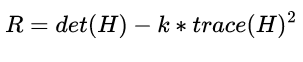 R = det(H) − k ∗ trace(H)²